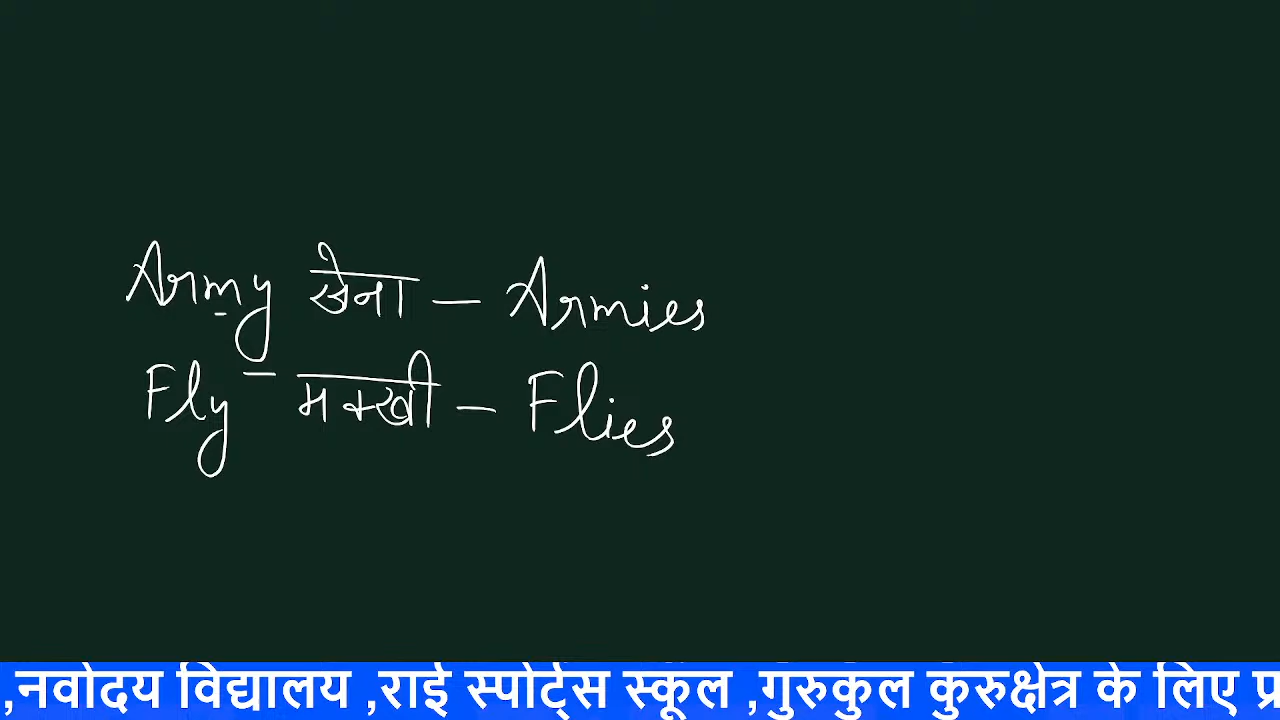 Army सेना – Armies
Fly – मक्खी – Flies
,नवोदय विद्यालय ,राई स्पोर्ट्स स्कूल ,गुरुकुल कुरुक्षेत्र के लिए प्र